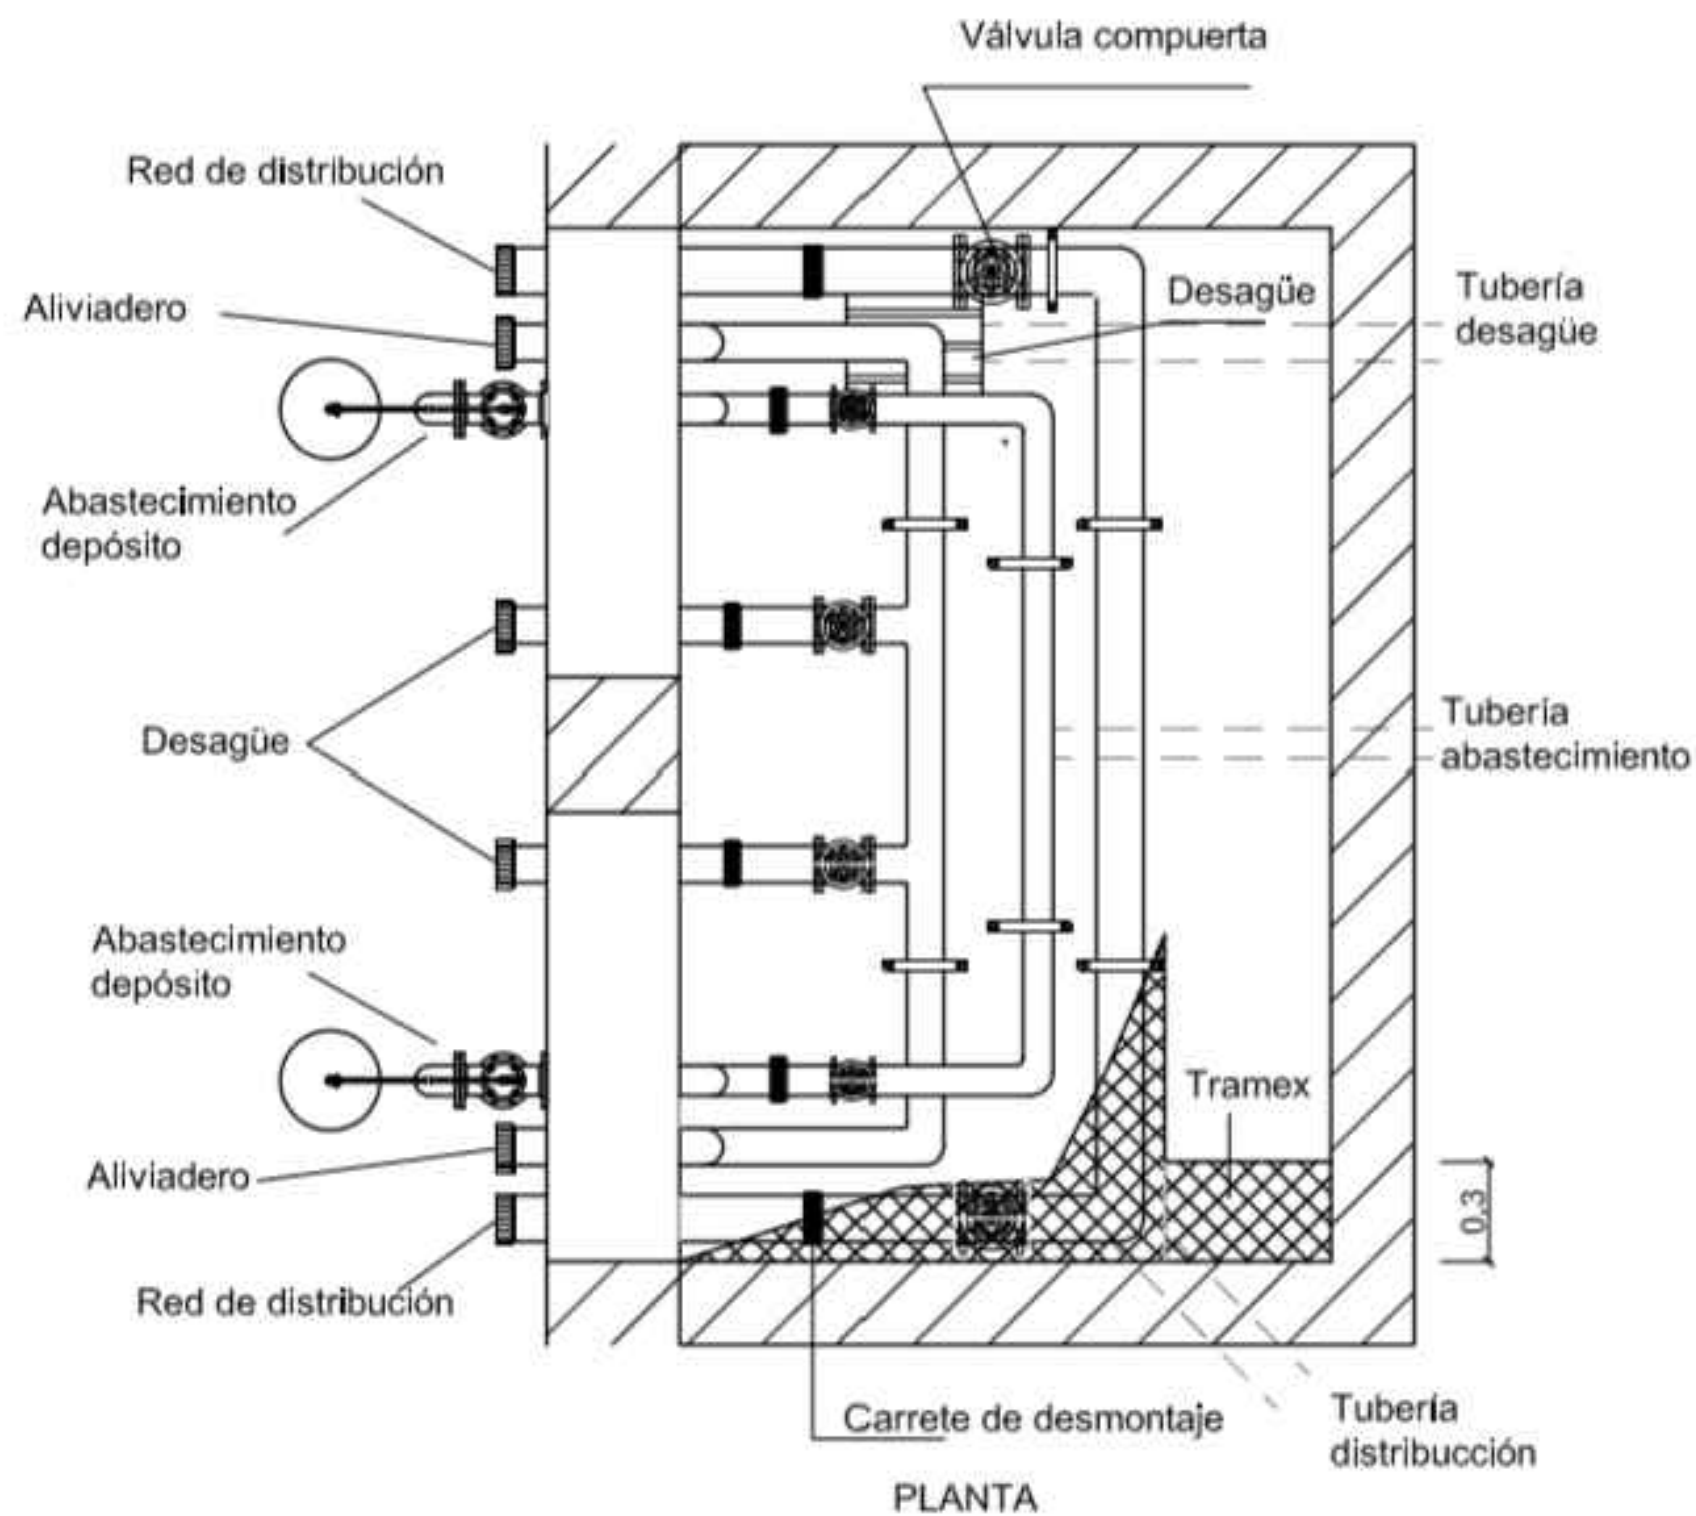 Válvula compuerta
Red de distribución
Aliviadero
Desagüe
Tubería
desagüe
Abastecimiento
depósito
Desagüe
Tubería
abastecimiento
Abastecimiento
depósito
Tramex
Aliviadero
0,3
Red de distribución
Carrete de desmontaje
Tubería
distribucción
PLANTA